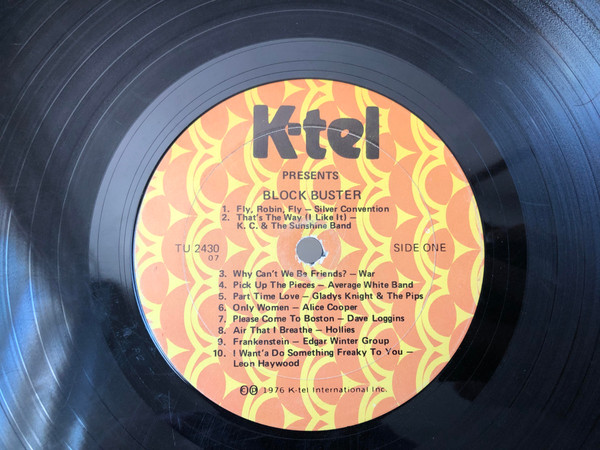 K-tel
PRESENTS
BLOCK BUSTER
1. Fly, Robin, Fly — Silver Convention
2. That's The Way (I Like It) —
K. C. & The Sunshine Band
TU 2430
07
SIDE ONE
3. Why Can't We Be Friends? — War
4. Pick Up The Pieces — Average White Band
5. Part Time Love — Gladys Knight & The Pips
6. Only Women — Alice Cooper
7. Please Come To Boston — Dave Loggins
8. Air That I Breathe — Hollies
9. Frankenstein — Edgar Winter Group
10. I Want'a Do Something Freaky To You —
Leon Haywood
©℗ 1976 K-tel International Inc.